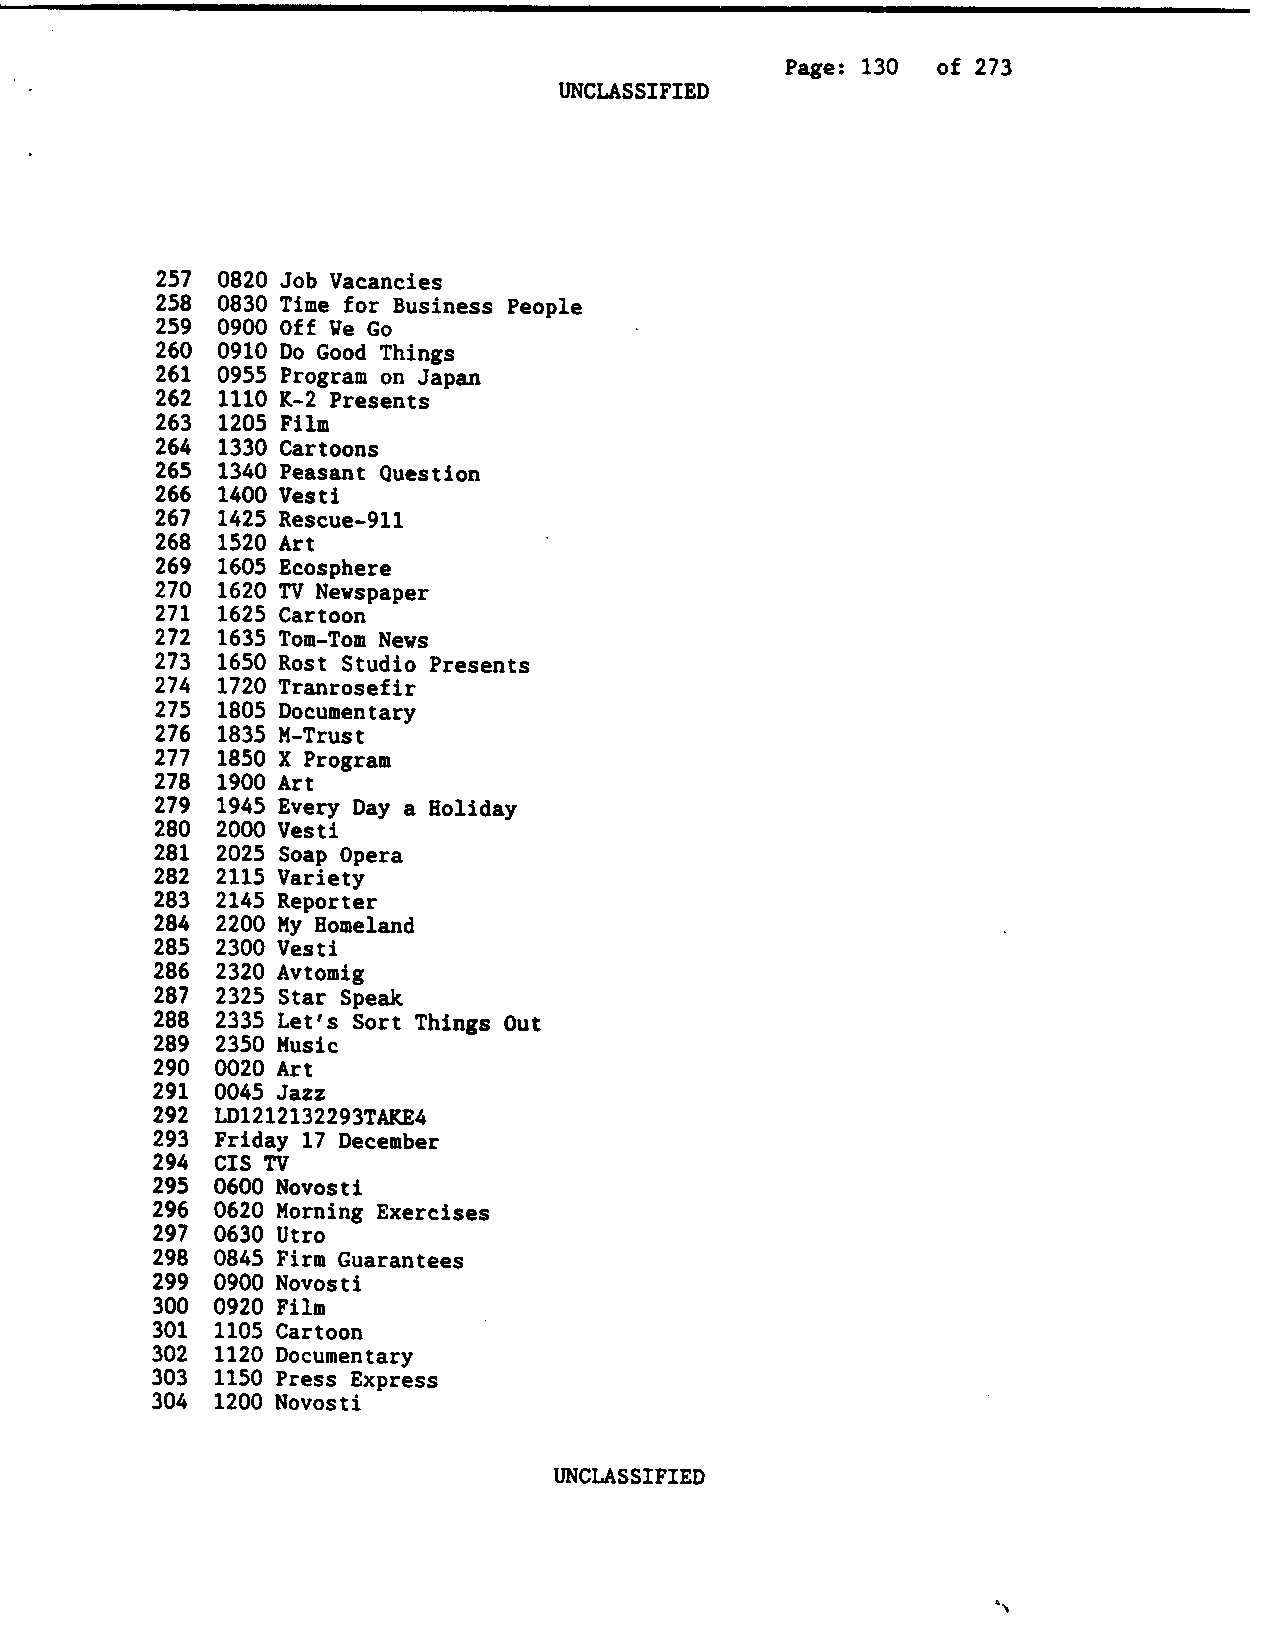 Page: 130 of 273
UNCLASSIFIED
257 0820 Job Vacancies
258 0830 Time for Business People
259 0900 Off We Go
260 0910 Do Good Things
261 0955 Program on Japan
262 1110 K-2 Presents
263 1205 Film
264 1330 Cartoons
265 1340 Peasant Question
266 1400 Vesti
267 1425 Rescue-911
268 1520 Art
269 1605 Ecosphere
270 1620 TV Newspaper
271 1625 Cartoon
272 1635 Tom-Tom News
273 1650 Rost Studio Presents
274 1720 Tranrosefir
275 1805 Documentary
276 1835 M-Trust
277 1850 X Program
278 1900 Art
279 1945 Every Day a Holiday
280 2000 Vesti
281 2025 Soap Opera
282 2115 Variety
283 2145 Reporter
284 2200 My Homeland
285 2300 Vesti
286 2320 Avtomig
287 2325 Star Speak
288 2335 Let's Sort Things Out
289 2350 Music
290 0020 Art
291 0045 Jazz
292 LD1212132293TAKE4
293 Friday 17 December
294 CIS TV
295 0600 Novosti
296 0620 Morning Exercises
297 0630 Utro
298 0845 Firm Guarantees
299 0900 Novosti
300 0920 Film
301 1105 Cartoon
302 1120 Documentary
303 1150 Press Express
304 1200 Novosti
UNCLASSIFIED